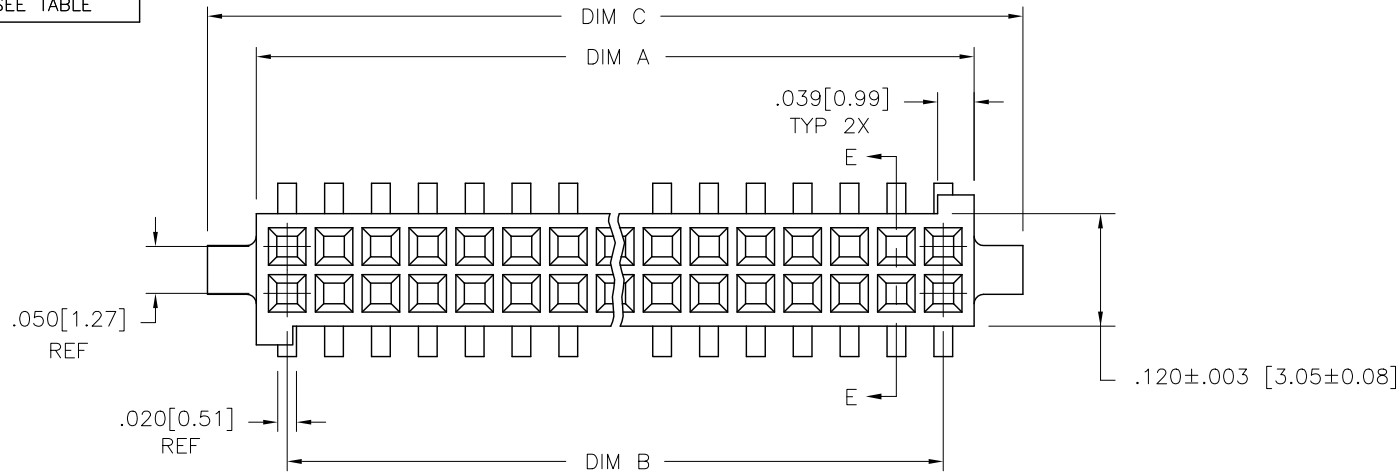 SEE TABLE
DIM C
DIM A
.039[0.99]
TYP 2X
E
.050[1.27]
REF
.120±.003 [3.05±0.08]
E
.020[0.51]
REF
DIM B